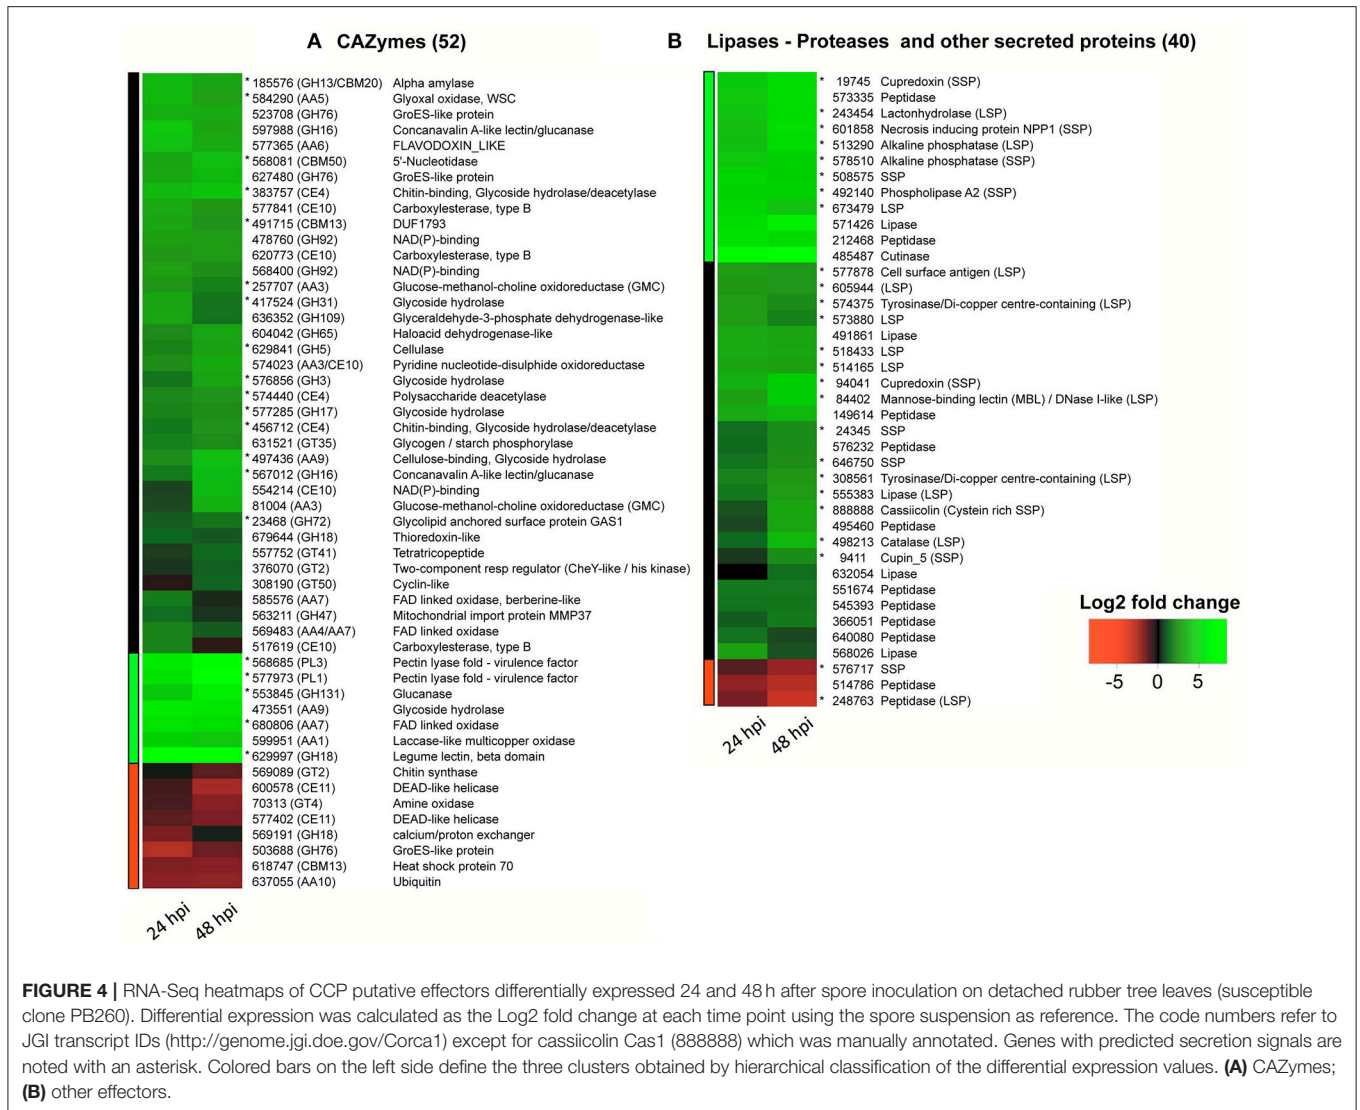 A CAZymes (52)
* 185576 (GH13/CBM20) Alpha amylase
* 584290 (AA5) Glyoxal oxidase, WSC
523708 (GH76) GroES-like protein
597988 (GH16) Concanavalin A-like lectin/glucanase
577365 (AA6) FLAVODOXIN_LIKE
* 568081 (CBM50) 5'-Nucleotidase
627480 (GH76) GroES-like protein
* 383757 (CE4) Chitin-binding, Glycoside hydrolase/deacetylase
577841 (CE10) Carboxylesterase, type B
* 491715 (CBM13) DUF1793
478760 (GH92) NAD(P)-binding
620773 (CE10) Carboxylesterase, type B
568400 (GH92) NAD(P)-binding
* 257707 (AA3) Glucose-methanol-choline oxidoreductase (GMC)
* 417524 (GH31) Glycoside hydrolase
636352 (GH109) Glyceraldehyde-3-phosphate dehydrogenase-like
604042 (GH65) Haloacid dehydrogenase-like
* 629841 (GH5) Cellulase
574023 (AA3/CE10) Pyridine nucleotide-disulphide oxidoreductase
* 576856 (GH3) Glycoside hydrolase
* 574440 (CE4) Polysaccharide deacetylase
* 577285 (GH17) Glycoside hydrolase
* 456712 (CE4) Chitin-binding, Glycoside hydrolase/deacetylase
631521 (GT35) Glycogen / starch phosphorylase
* 497436 (AA9) Cellulose-binding, Glycoside hydrolase
* 567012 (GH16) Concanavalin A-like lectin/glucanase
554214 (CE10) NAD(P)-binding
81004 (AA3) Glucose-methanol-choline oxidoreductase (GMC)
* 23468 (GH72) Glycolipid anchored surface protein GAS1
679644 (GH18) Thioredoxin-like
557752 (GT41) Tetratricopeptide
376070 (GT2) Two-component resp regulator (CheY-like / his kinase)
308190 (GT50) Cyclin-like
585576 (AA7) FAD linked oxidase, berberine-like
563211 (GH47) Mitochondrial import protein MMP37
569483 (AA4/AA7) FAD linked oxidase
517619 (CE10) Carboxylesterase, type B
* 568685 (PL3) Pectin lyase fold - virulence factor
* 577973 (PL1) Pectin lyase fold - virulence factor
* 553845 (GH131) Glucanase
473551 (AA9) Glycoside hydrolase
* 680806 (AA7) FAD linked oxidase
599951 (AA1) Laccase-like multicopper oxidase
* 629997 (GH18) Legume lectin, beta domain
569089 (GT2) Chitin synthase
600578 (CE11) DEAD-like helicase
70313 (GT4) Amine oxidase
577402 (CE11) DEAD-like helicase
569191 (GH18) calcium/proton exchanger
503688 (GH76) GroES-like protein
618747 (CBM13) Heat shock protein 70
637055 (AA10) Ubiquitin
24 hpi 48 hpi
B Lipases - Proteases and other secreted proteins (40)
* 19745 Cupredoxin (SSP)
573335 Peptidase
* 243454 Lactonhydrolase (LSP)
* 601858 Necrosis inducing protein NPP1 (SSP)
* 513290 Alkaline phosphatase (LSP)
* 578510 Alkaline phosphatase (SSP)
* 508575 SSP
* 492140 Phospholipase A2 (SSP)
* 673479 LSP
571426 Lipase
212468 Peptidase
485487 Cutinase
* 577878 Cell surface antigen (LSP)
* 605944 (LSP)
* 574375 Tyrosinase/Di-copper centre-containing (LSP)
* 573880 LSP
491861 Lipase
* 518433 LSP
* 514165 LSP
* 94041 Cupredoxin (SSP)
* 84402 Mannose-binding lectin (MBL) / DNase I-like (LSP)
149614 Peptidase
* 24345 SSP
576232 Peptidase
* 646750 SSP
* 308561 Tyrosinase/Di-copper centre-containing (LSP)
* 555383 Lipase (LSP)
* 888888 Cassiicolin (Cystein rich SSP)
495460 Peptidase
* 498213 Catalase (LSP)
* 9411 Cupin_5 (SSP)
632054 Lipase
551674 Peptidase
545393 Peptidase
366051 Peptidase
640080 Peptidase
568026 Lipase
* 576717 SSP
514786 Peptidase
* 248763 Peptidase (LSP)
24 hpi 48 hpi
Log2 fold change
-5 0 5
FIGURE 4 | RNA-Seq heatmaps of CCP putative effectors differentially expressed 24 and 48 h after spore inoculation on detached rubber tree leaves (susceptible
clone PB260). Differential expression was calculated as the Log2 fold change at each time point using the spore suspension as reference. The code numbers refer to
JGI transcript IDs (http://genome.jgi.doe.gov/Corca1) except for cassiicolin Cas1 (888888) which was manually annotated. Genes with predicted secretion signals are
noted with an asterisk. Colored bars on the left side define the three clusters obtained by hierarchical classification of the differential expression values. (A) CAZymes;
(B) other effectors.